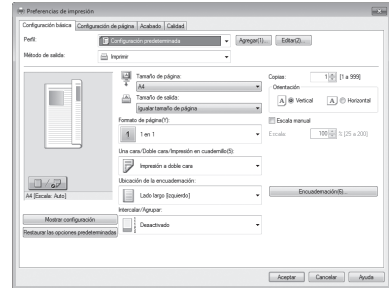 Preferencias de impresión
Configuración básica Configuración de página Acabado Calidad
Perfil: Configuración predeterminada Agregar(1)... Editar(2)...
Método de salida: Imprimir
Tamaño de página: Copias: 1 [1 a 999]
A4 Orientación
Tamaño de salida: A Vertical A Horizontal
Igualar tamaño de página
Formato de página(Y): Escala manual
1 1 en 1 Escala: 100 % [25 a 200]
Una cara/Doble cara/Impresión en cuadernillo(5):
Impresión a doble cara
Ubicación de la encuadernación:
A4 [Escala: Auto] Lado largo [Izquierdo] Encuadernación(6)...
Intercalar/Agrupar:
Mostrar configuración Desactivado
Restaurar las opciones predeterminadas
Aceptar Cancelar Ayuda